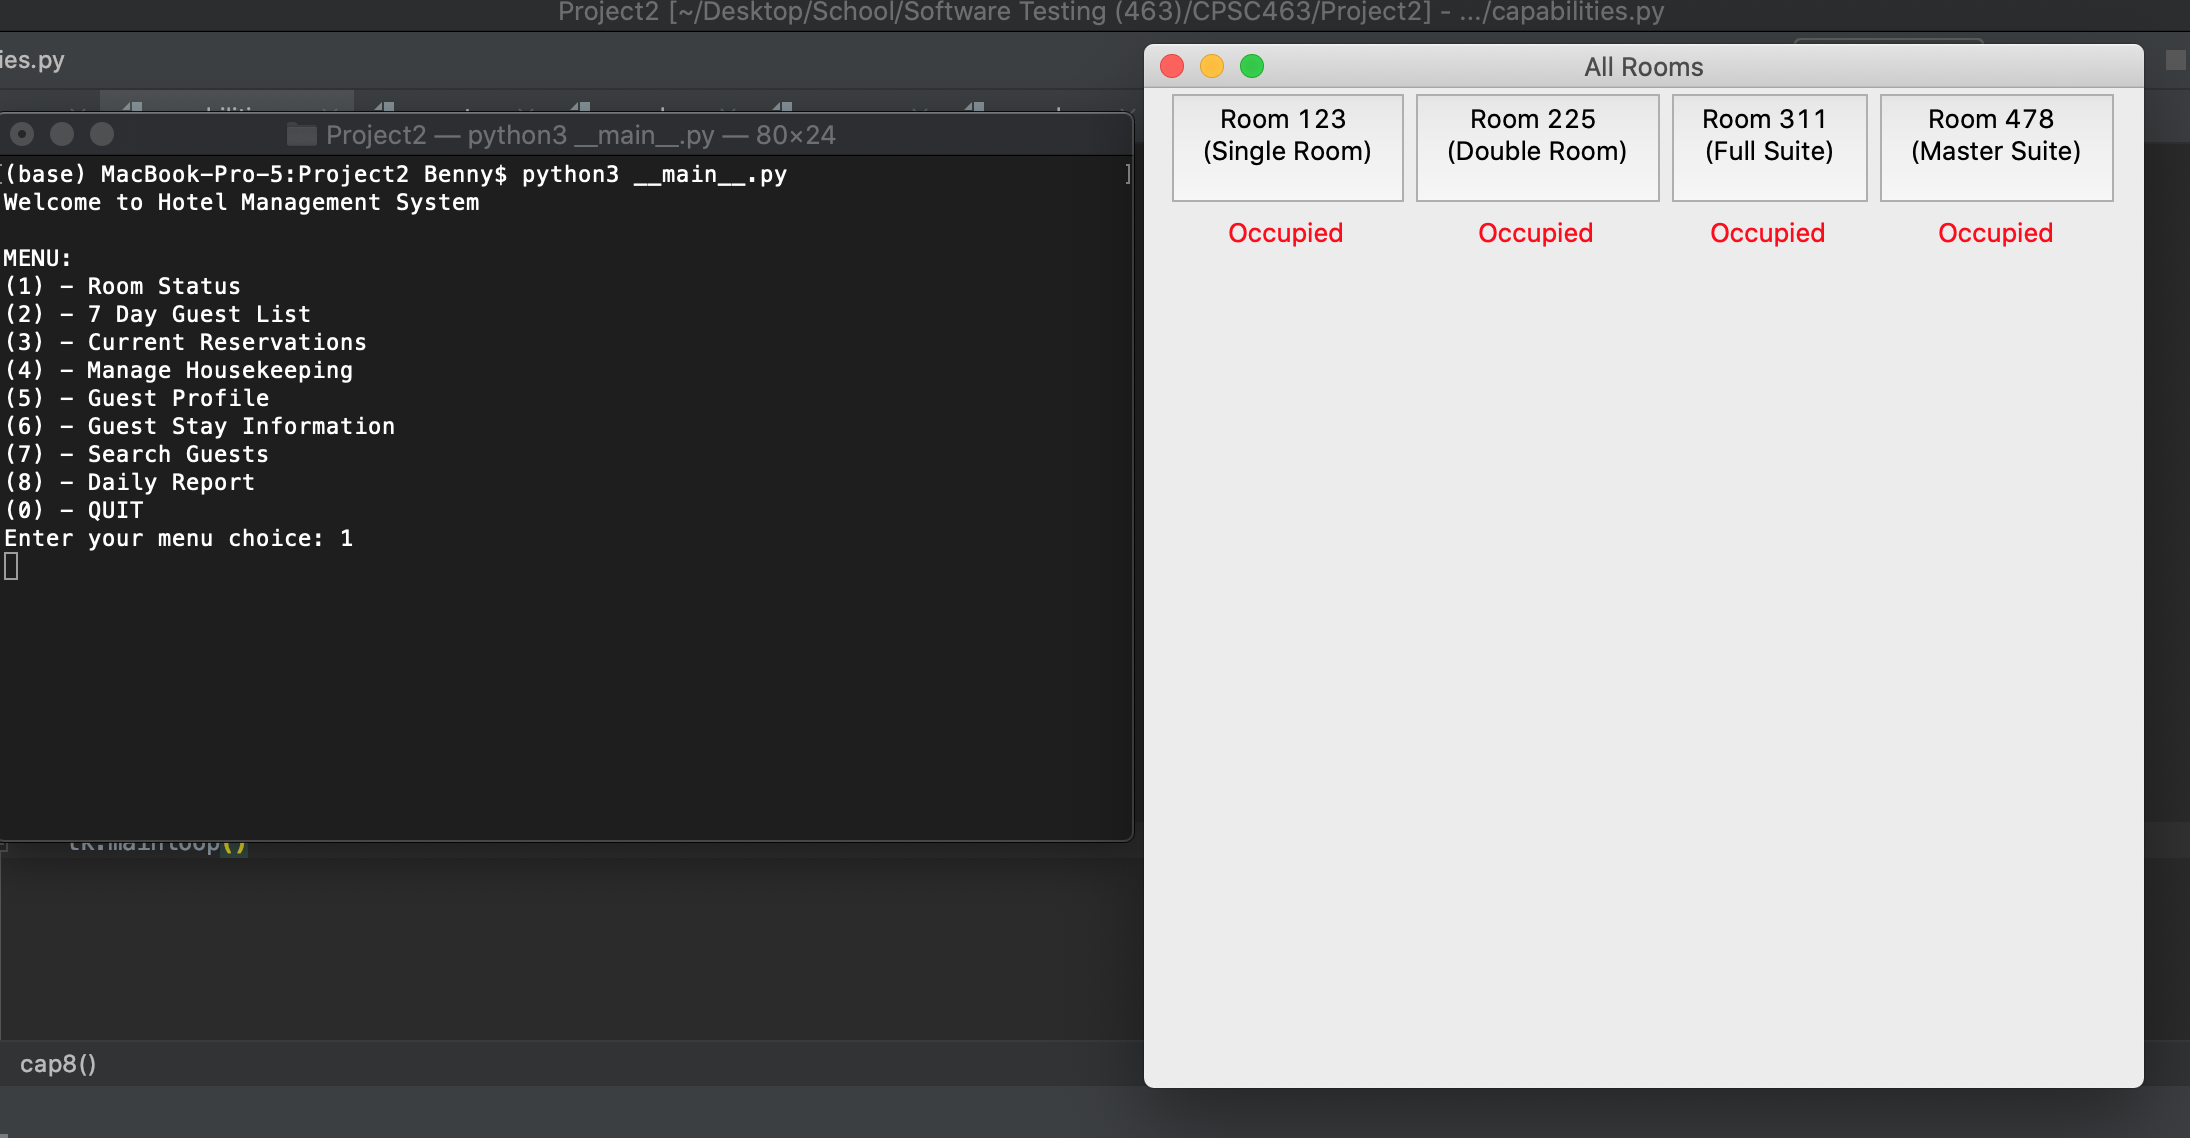 Project2 [~/Desktop/School/Software Testing (463)/CPSC463/Project2] - .../capabilities.py
ies.py
Project2 — python3 __main__.py — 80×24
(base) MacBook-Pro-5:Project2 Benny$ python3 __main__.py
Welcome to Hotel Management System
MENU:
(1) - Room Status
(2) - 7 Day Guest List
(3) - Current Reservations
(4) - Manage Housekeeping
(5) - Guest Profile
(6) - Guest Stay Information
(7) - Search Guests
(8) - Daily Report
(0) - QUIT
Enter your menu choice: 1
tk.mainloop()
cap8()
All Rooms
Room 123
(Single Room)
Occupied
Room 225
(Double Room)
Occupied
Room 311
(Full Suite)
Occupied
Room 478
(Master Suite)
Occupied